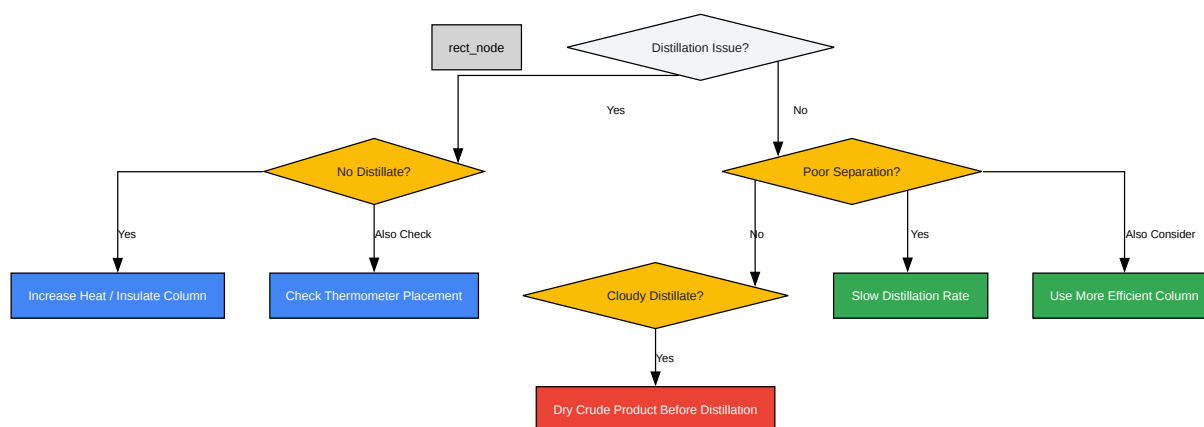 rect_node
Distillation Issue?
Yes
No
No Distillate?
Poor Separation?
Yes
Also Check
No
Yes
Also Consider
Increase Heat / Insulate Column
Check Thermometer Placement
Cloudy Distillate?
Slow Distillation Rate
Use More Efficient Column
Yes
Dry Crude Product Before Distillation